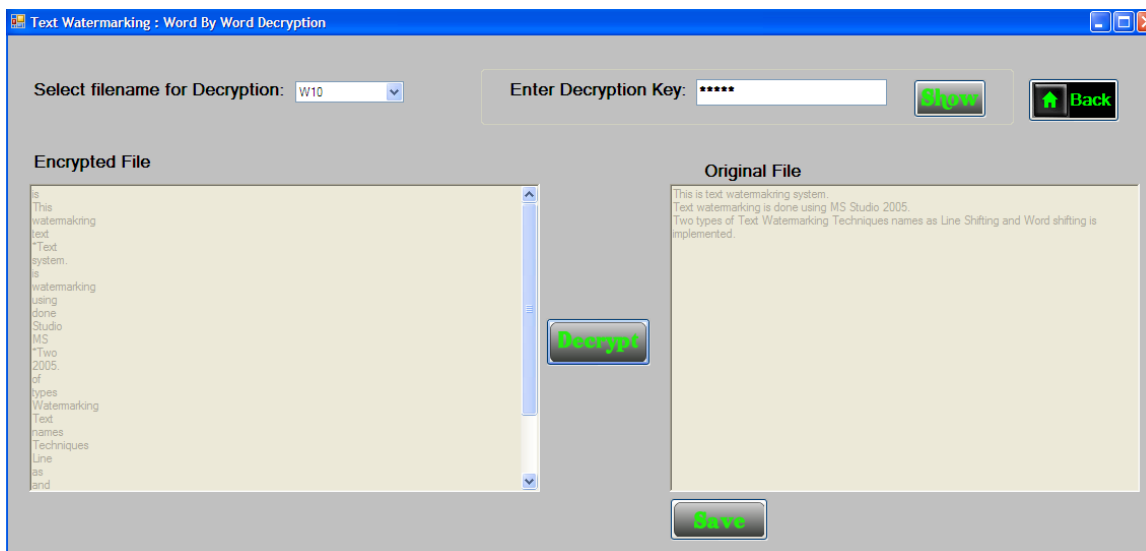 Text Watermarking : Word By Word Decryption
Select filename for Decryption: W10
Enter Decryption Key: *****
Show
Back
Encrypted File
is
This
watermakring
text
*Text
system.
is
watermarking
using
done
Studio
MS
*Two
2005.
of
types
Watermarking
Text
names
Techniques
Line
as
and
Decrypt
Original File
This is text watermakring system.
Text watermarking is done using MS Studio 2005.
Two types of Text Watermarking Techniques names as Line Shifting and Word shifting is
implemented.
Save